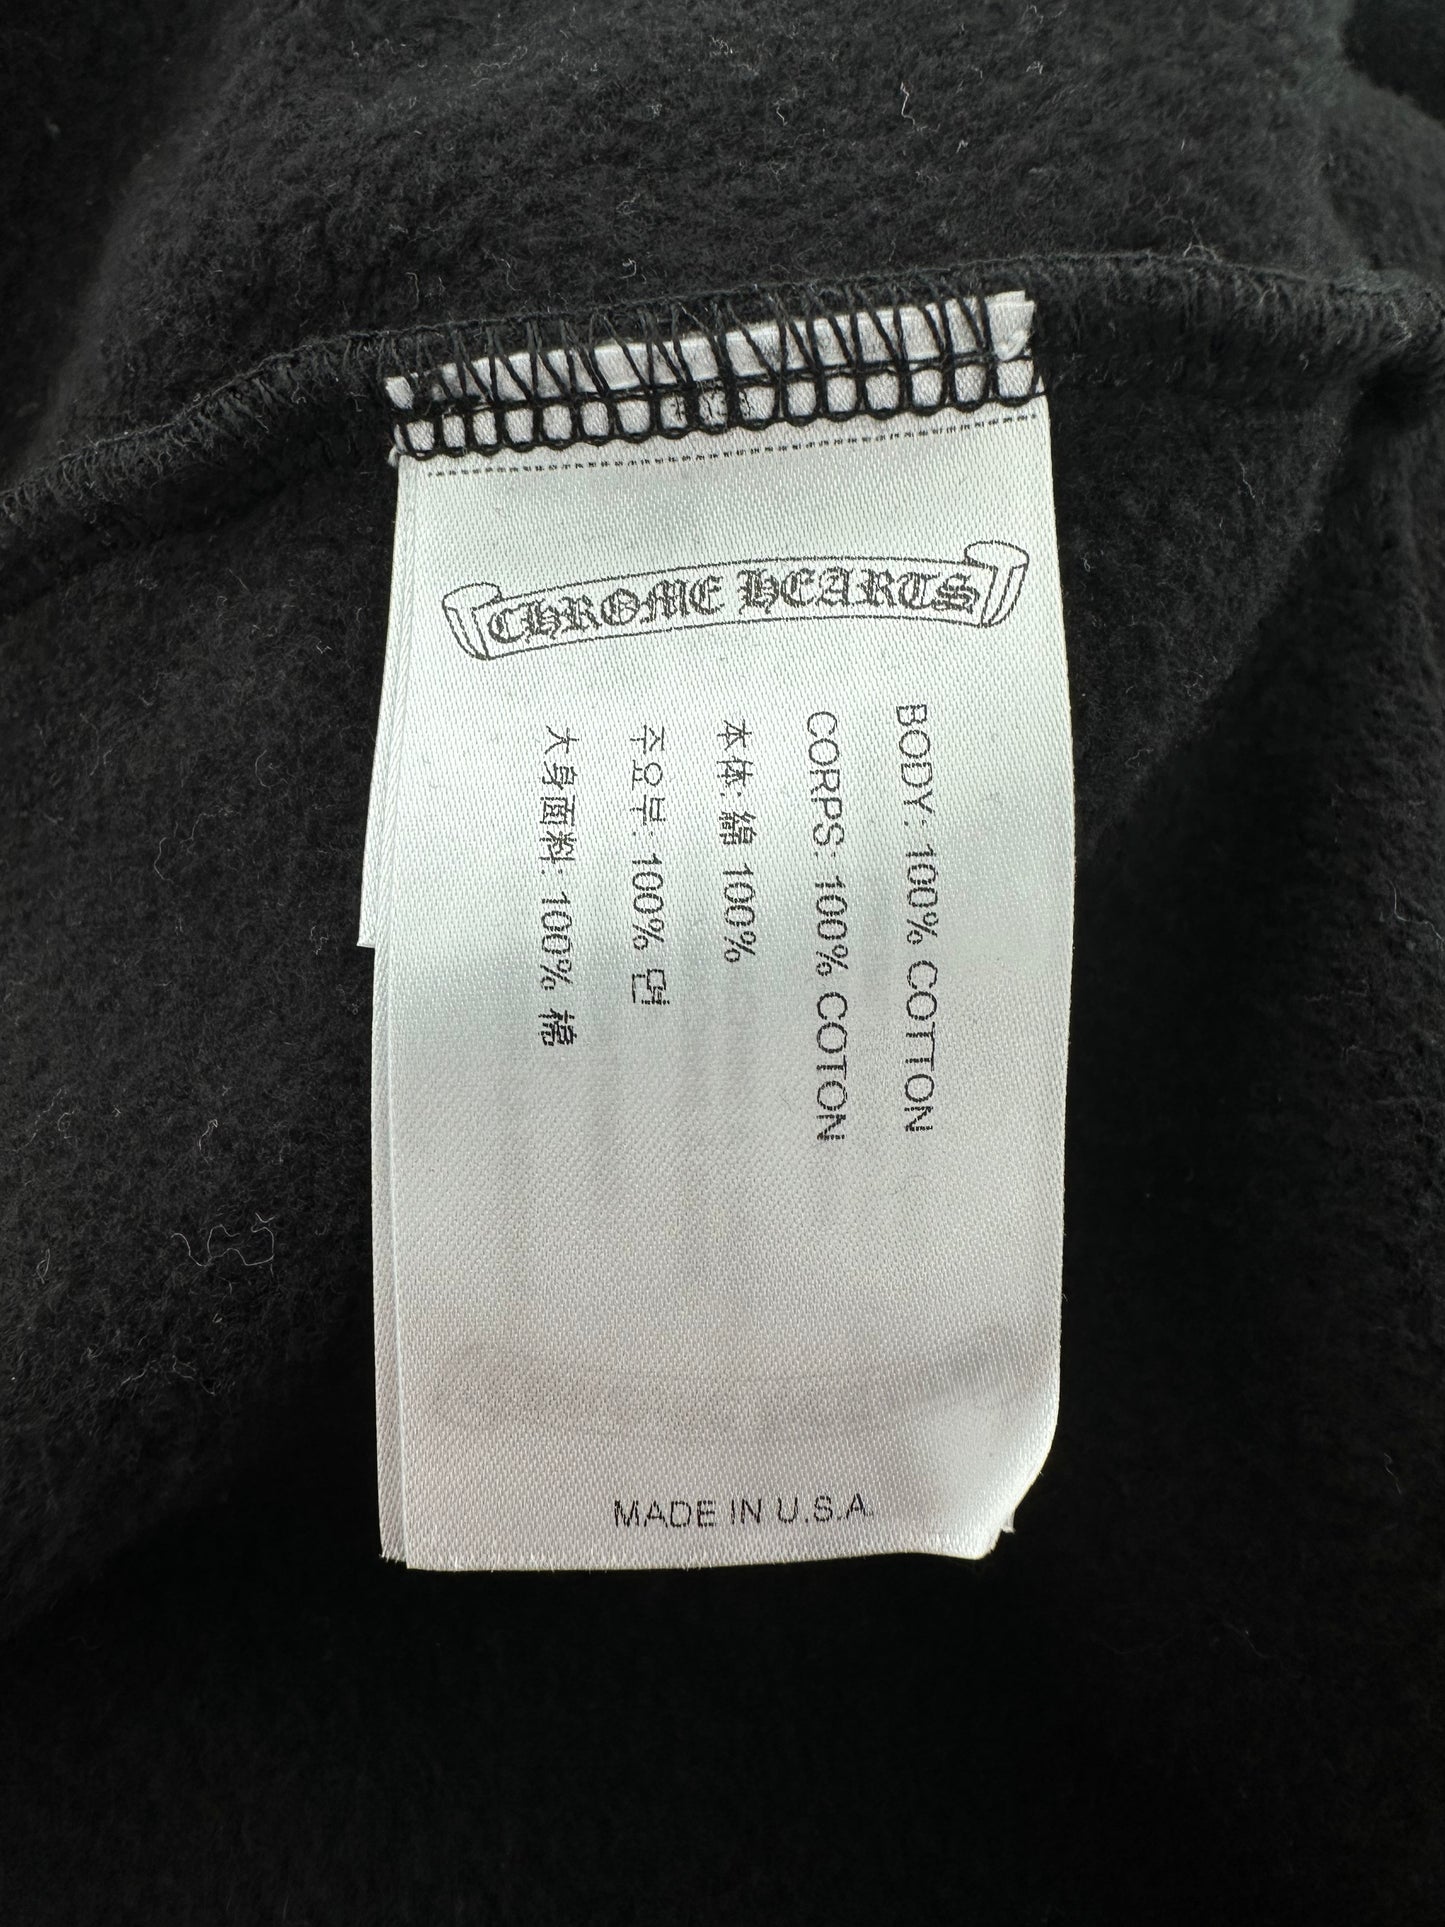 CHROME HEARTS
BODY: 100% COTTON
CORPS: 100% COTON
本体: 綿 100%
주요부: 100% 면
大身面料: 100% 棉
MADE IN U.S.A.